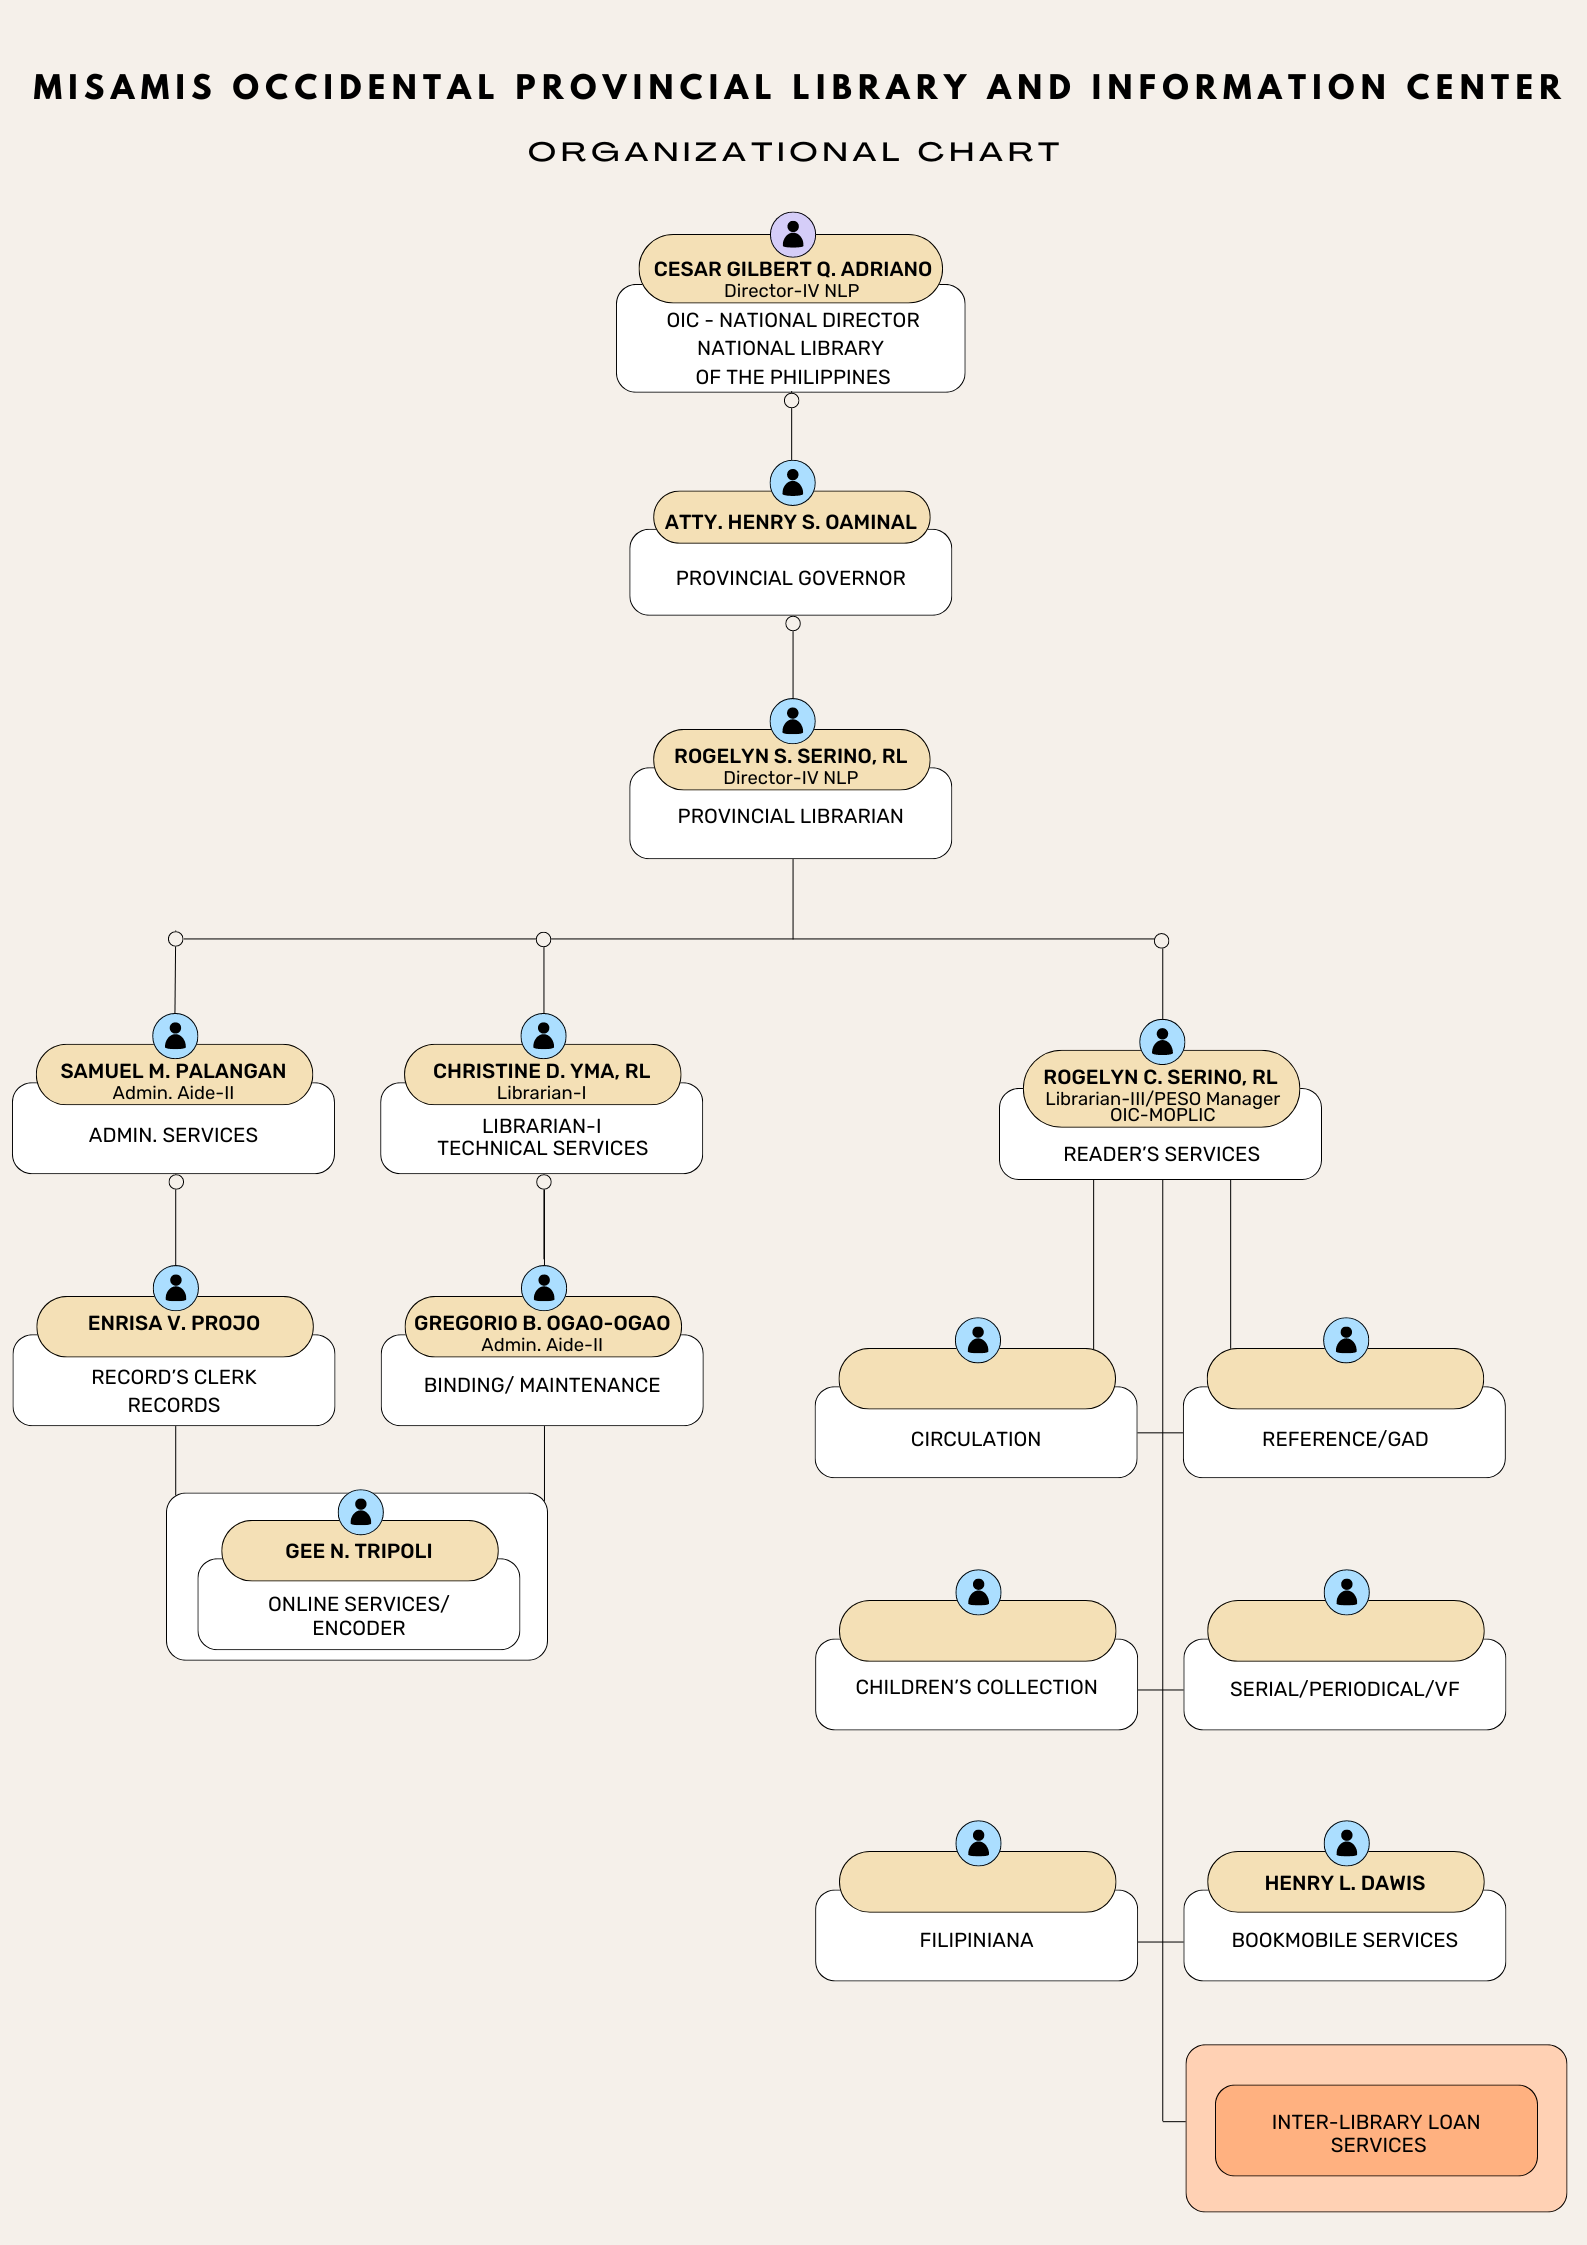 MISAMIS OCCIDENTAL PROVINCIAL LIBRARY AND INFORMATION CENTER
ORGANIZATIONAL CHART
CESAR GILBERT Q. ADRIANO
Director-IV NLP
OIC - NATIONAL DIRECTOR
NATIONAL LIBRARY
OF THE PHILIPPINES
ATTY. HENRY S. OAMINAL
PROVINCIAL GOVERNOR
ROGELYN S. SERINO, RL
Director-IV NLP
PROVINCIAL LIBRARIAN
SAMUEL M. PALANGAN
Admin. Aide-II
ADMIN. SERVICES
CHRISTINE D. YMA, RL
Librarian-I
LIBRARIAN-I
TECHNICAL SERVICES
ROGELYN C. SERINO, RL
Librarian-III/PESO Manager
OIC-MOPLIC
READER'S SERVICES
ENRISA V. PROJO
RECORD'S CLERK
RECORDS
GREGORIO B. OGAO-OGAO
Admin. Aide-II
BINDING/ MAINTENANCE
CIRCULATION
REFERENCE/GAD
GEE N. TRIPOLI
ONLINE SERVICES/
ENCODER
CHILDREN'S COLLECTION
SERIAL/PERIODICAL/VF
FILIPINIANA
HENRY L. DAWIS
BOOKMOBILE SERVICES
INTER-LIBRARY LOAN
SERVICES